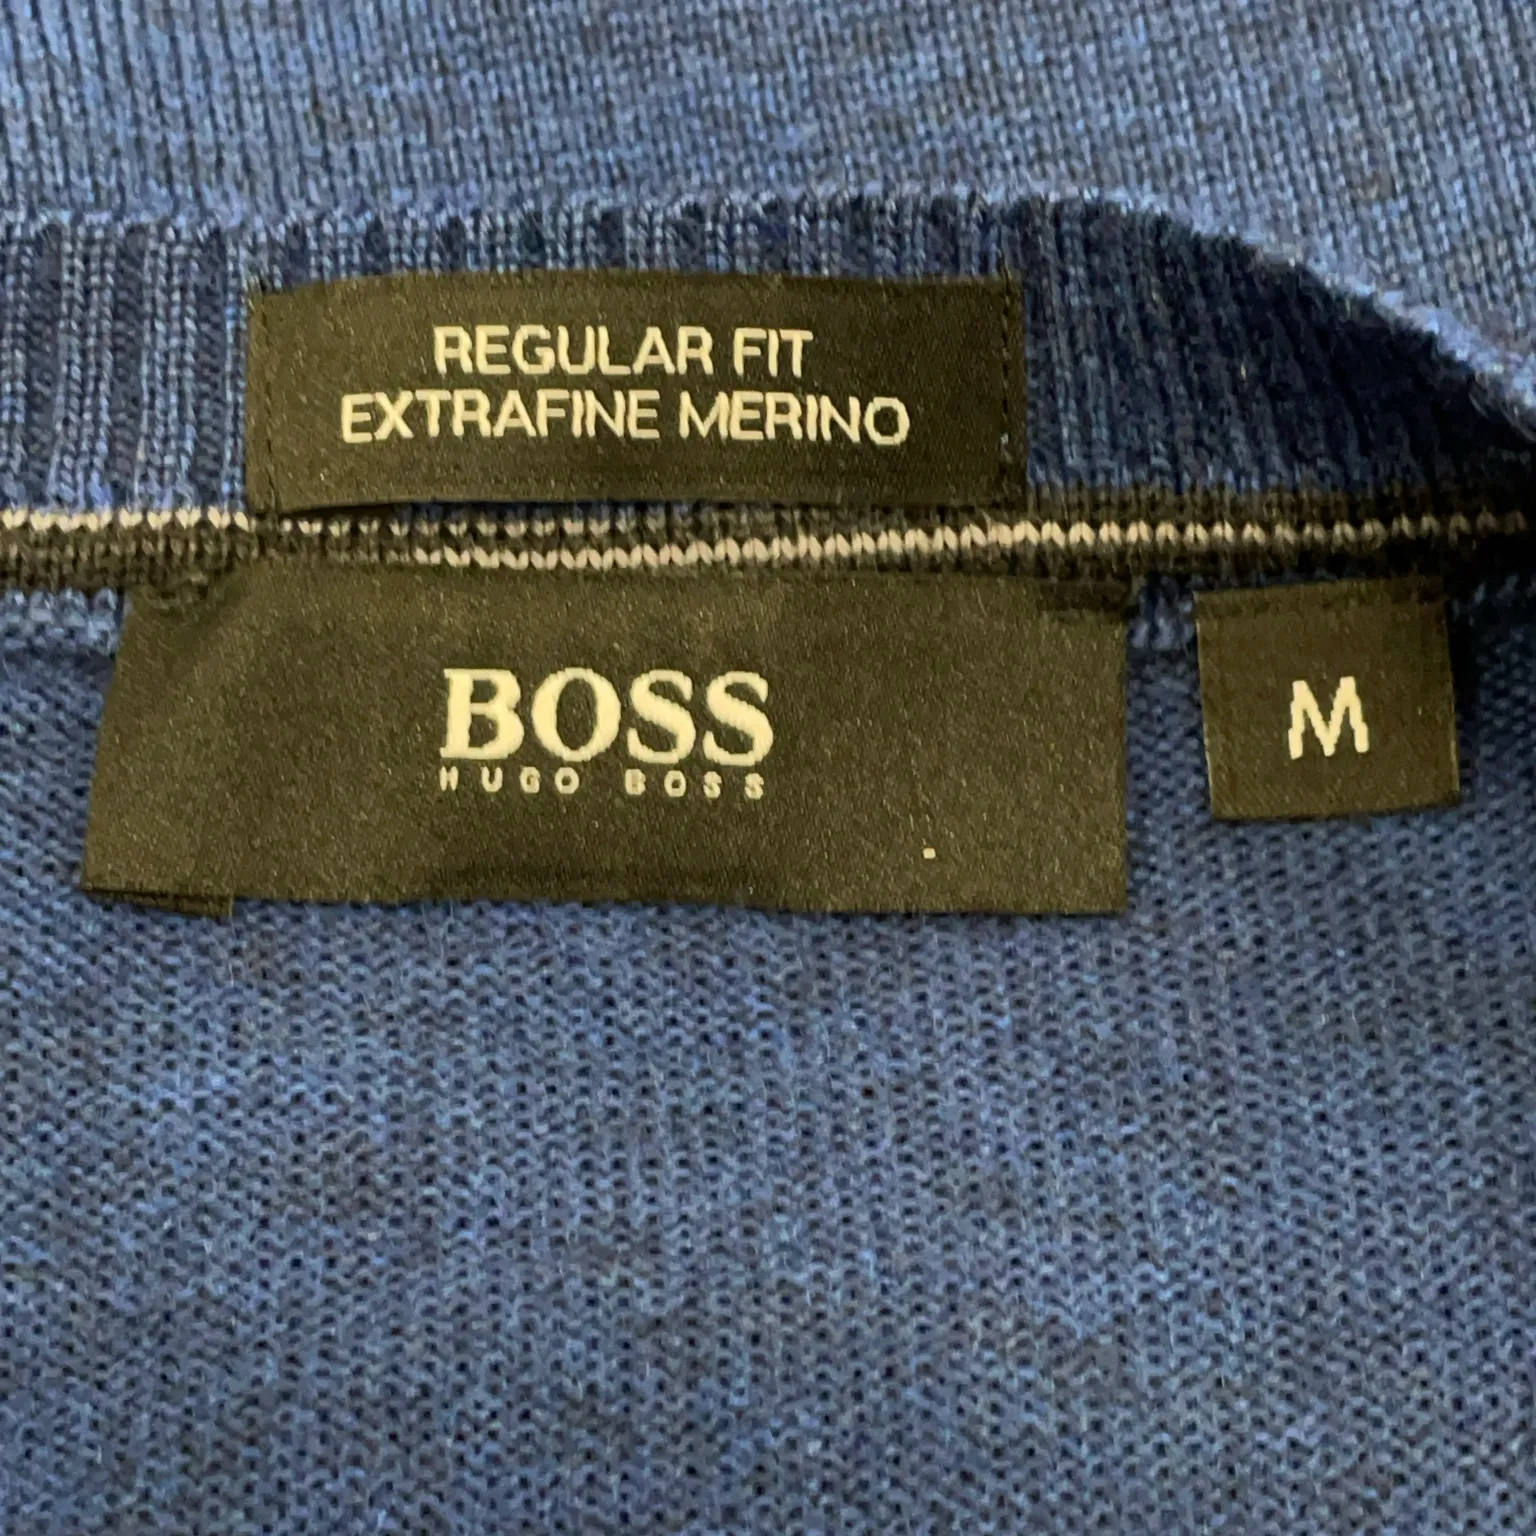 REGULAR FIT
EXTRAFINE MERINO
BOSS
HUGO BOSS
M